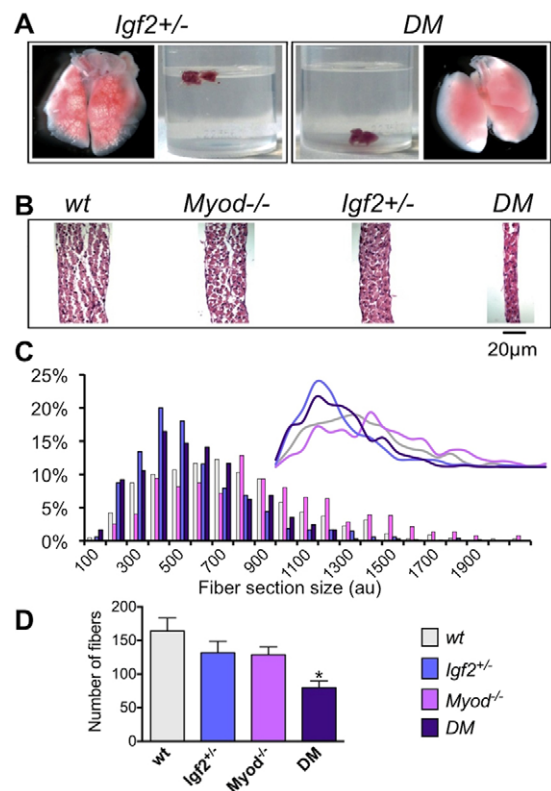 A
Igf2+/-
DM
B
wt
Myod-/-
Igf2+/-
DM
20µm
C
25%
20%
15%
10%
5%
0%
100
300
500
700
900
1100
1300
1500
1700
1900
Fiber section size (au)
D
Number of fibers
200
150
100
50
0
*
wt
Igf2+/-
Myod-/-
DM
wt
Igf2+/-
Myod-/-
DM